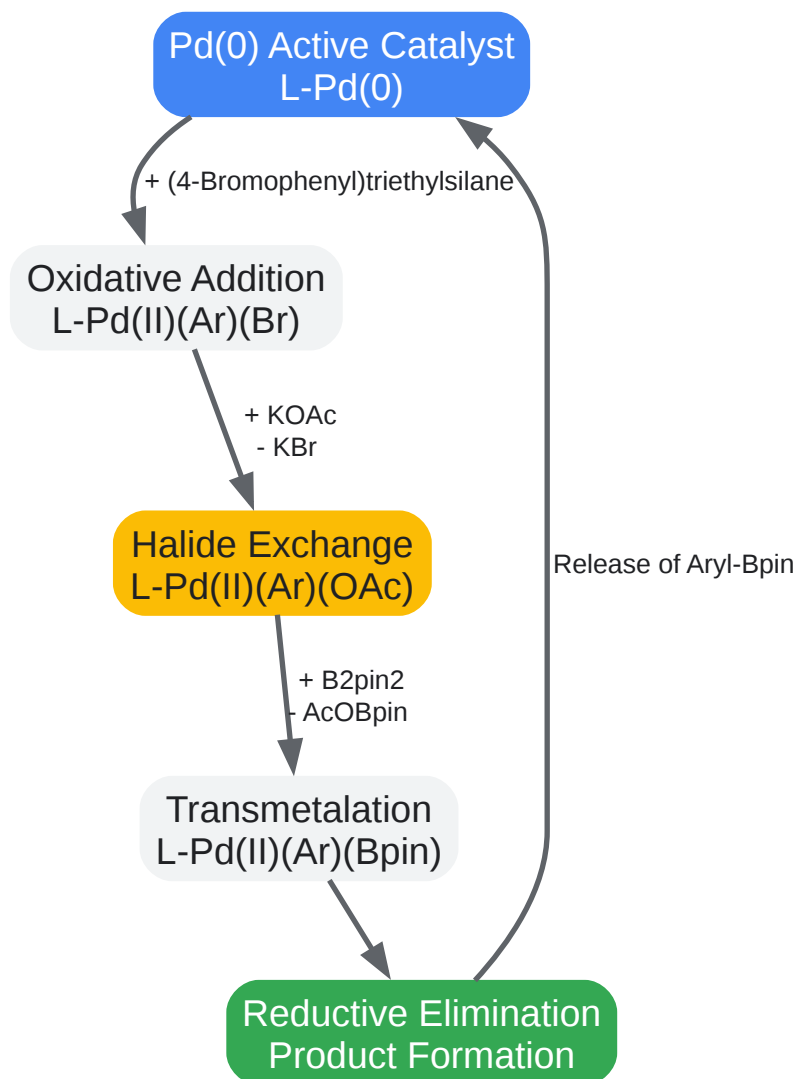 Pd(0) Active Catalyst
L-Pd(0)
+ (4-Bromophenyl)triethylsilane
Oxidative Addition
L-Pd(II)(Ar)(Br)
+ KOAc
- KBr
Halide Exchange
L-Pd(II)(Ar)(OAc)
Release of Aryl-Bpin
+ B2pin2
- AcOBpin
Transmetalation
L-Pd(II)(Ar)(Bpin)
Reductive Elimination
Product Formation